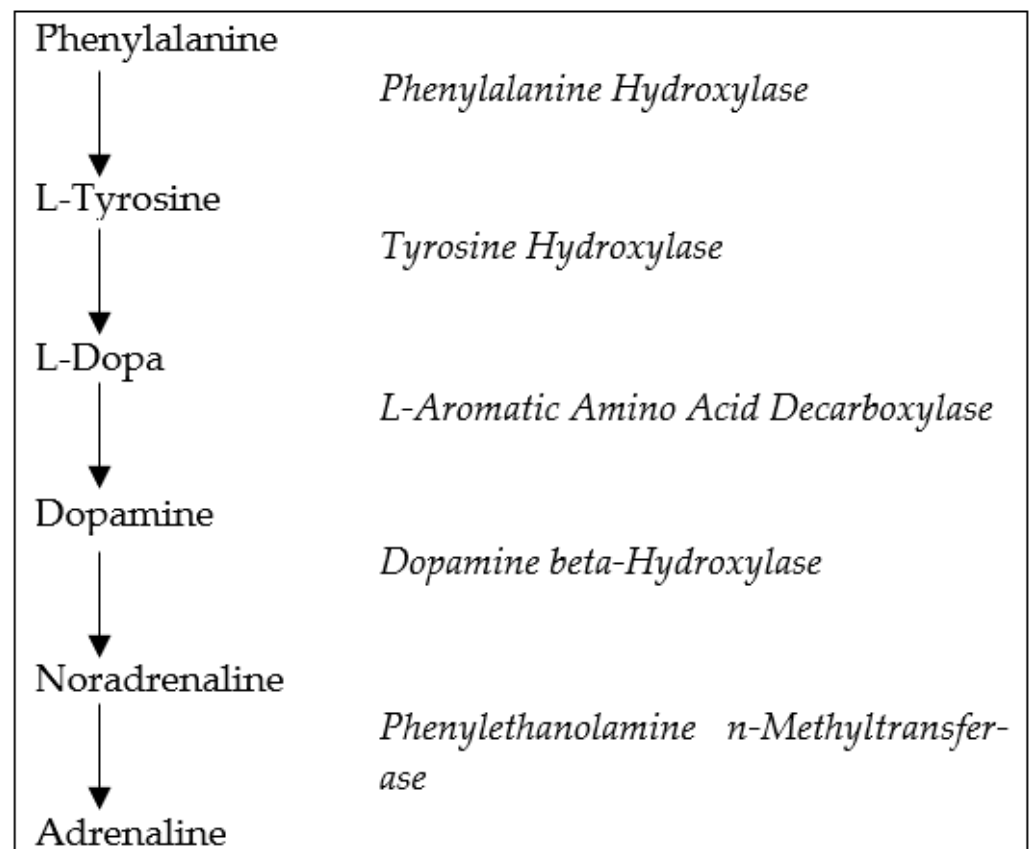 Phenylalanine
Phenylalanine Hydroxylase
L-Tyrosine
Tyrosine Hydroxylase
L-Dopa
L-Aromatic Amino Acid Decarboxylase
Dopamine
Dopamine beta-Hydroxylase
Noradrenaline
Phenylethanolamine n-Methyltransfer-
ase
Adrenaline